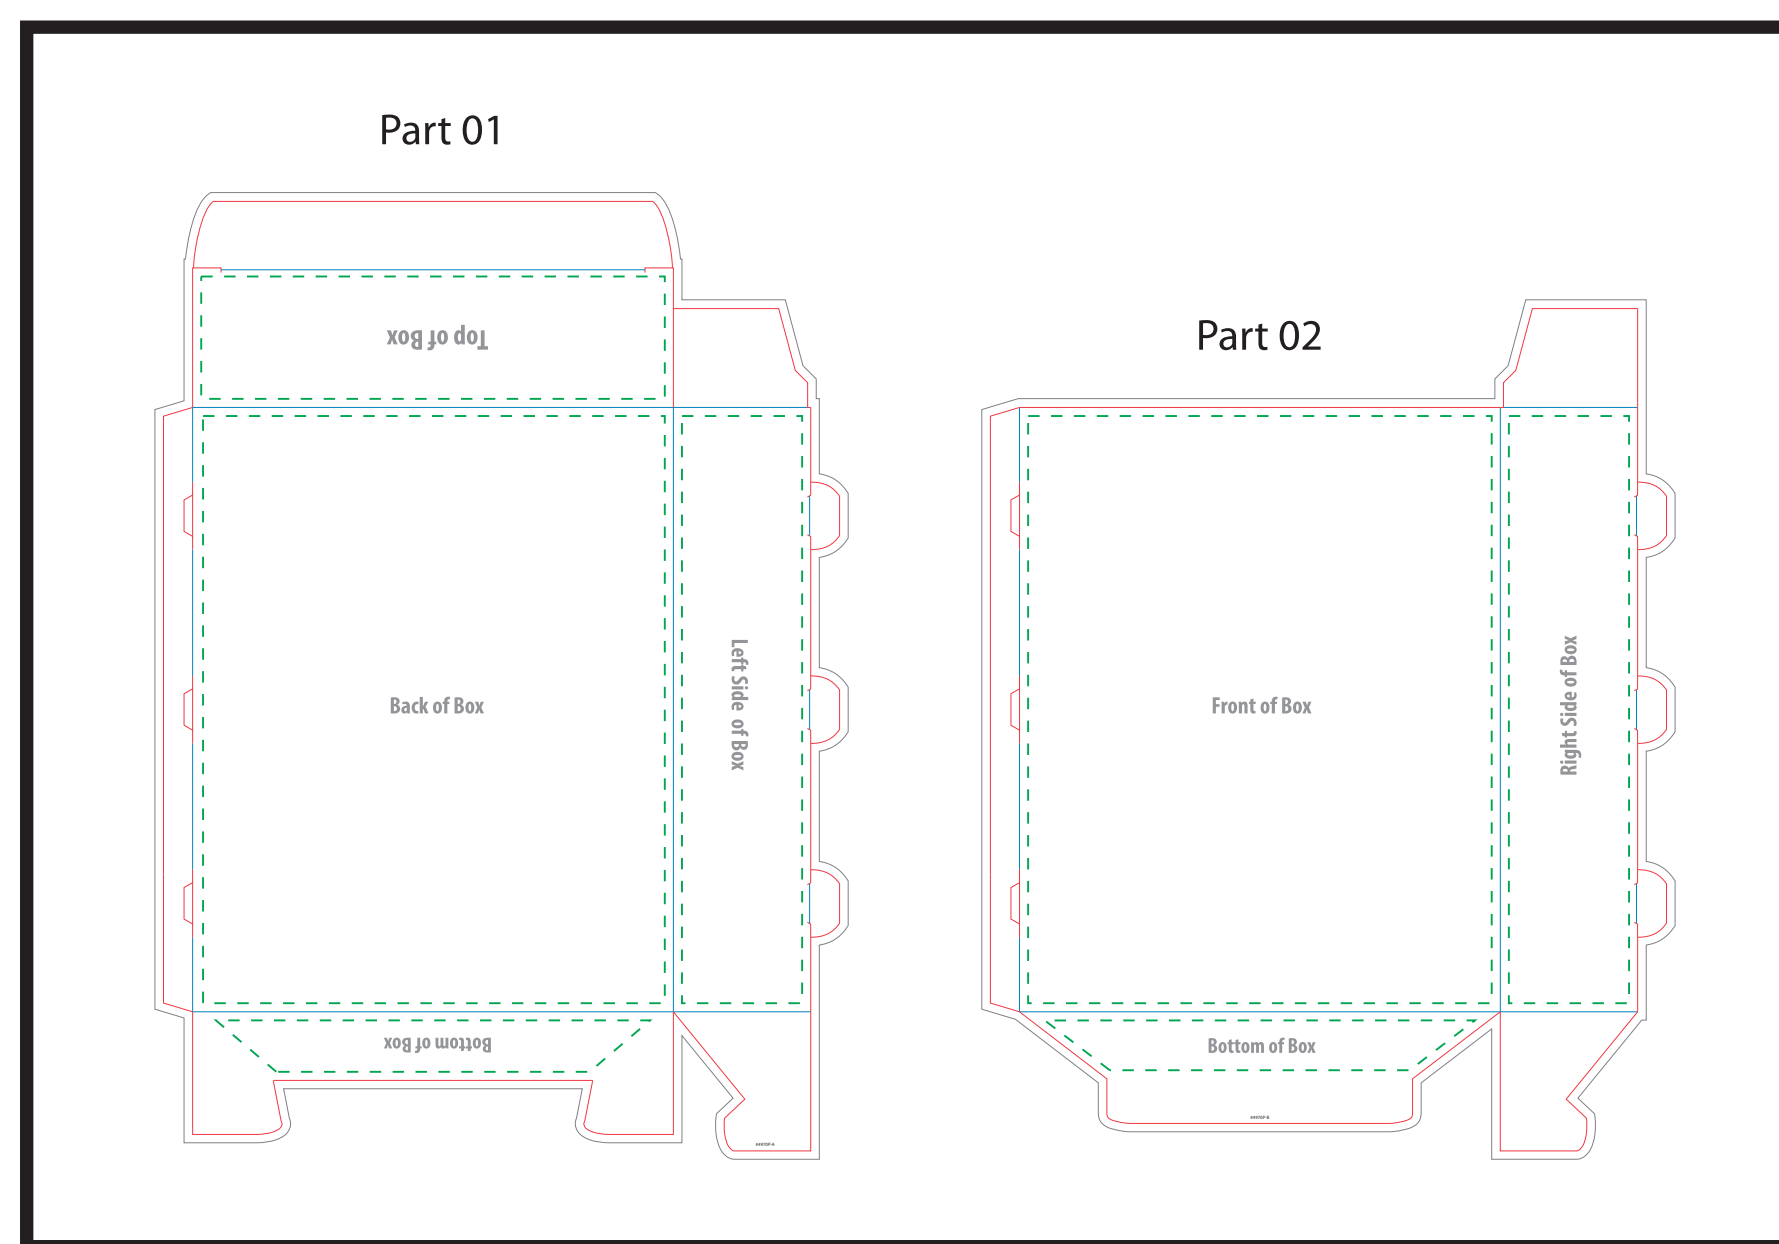 Part 01
Top of Box
Back of Box
Left Side of Box
Bottom of Box
Part 02
Front of Box
Right Side of Box
Bottom of Box